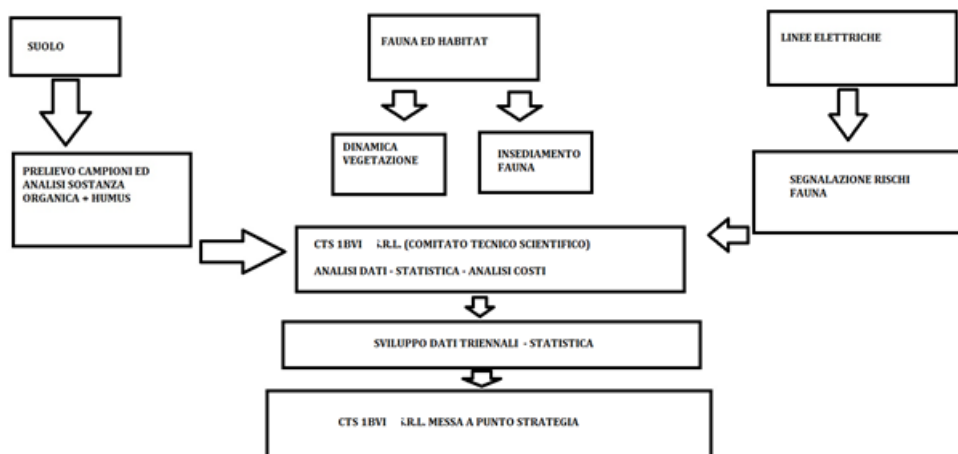 SUOLO
FAUNA ED HABITAT
LINEE ELETTRICHE
DINAMICA
VEGETAZIONE
INSEDIAMENTO
FAUNA
PRELIEVO CAMPIONI ED
ANALISI SOSTANZA
ORGANICA + HUMUS
SEGNALAZIONE RISCHI
FAUNA
CTS 1BVI S.R.L. (COMITATO TECNICO SCIENTIFICO)
ANALISI DATI - STATISTICA - ANALISI COSTI
SVILUPPO DATI TRIENNALI - STATISTICA
CTS 1BVI S.R.L. MESSA A PUNTO STRATEGIA